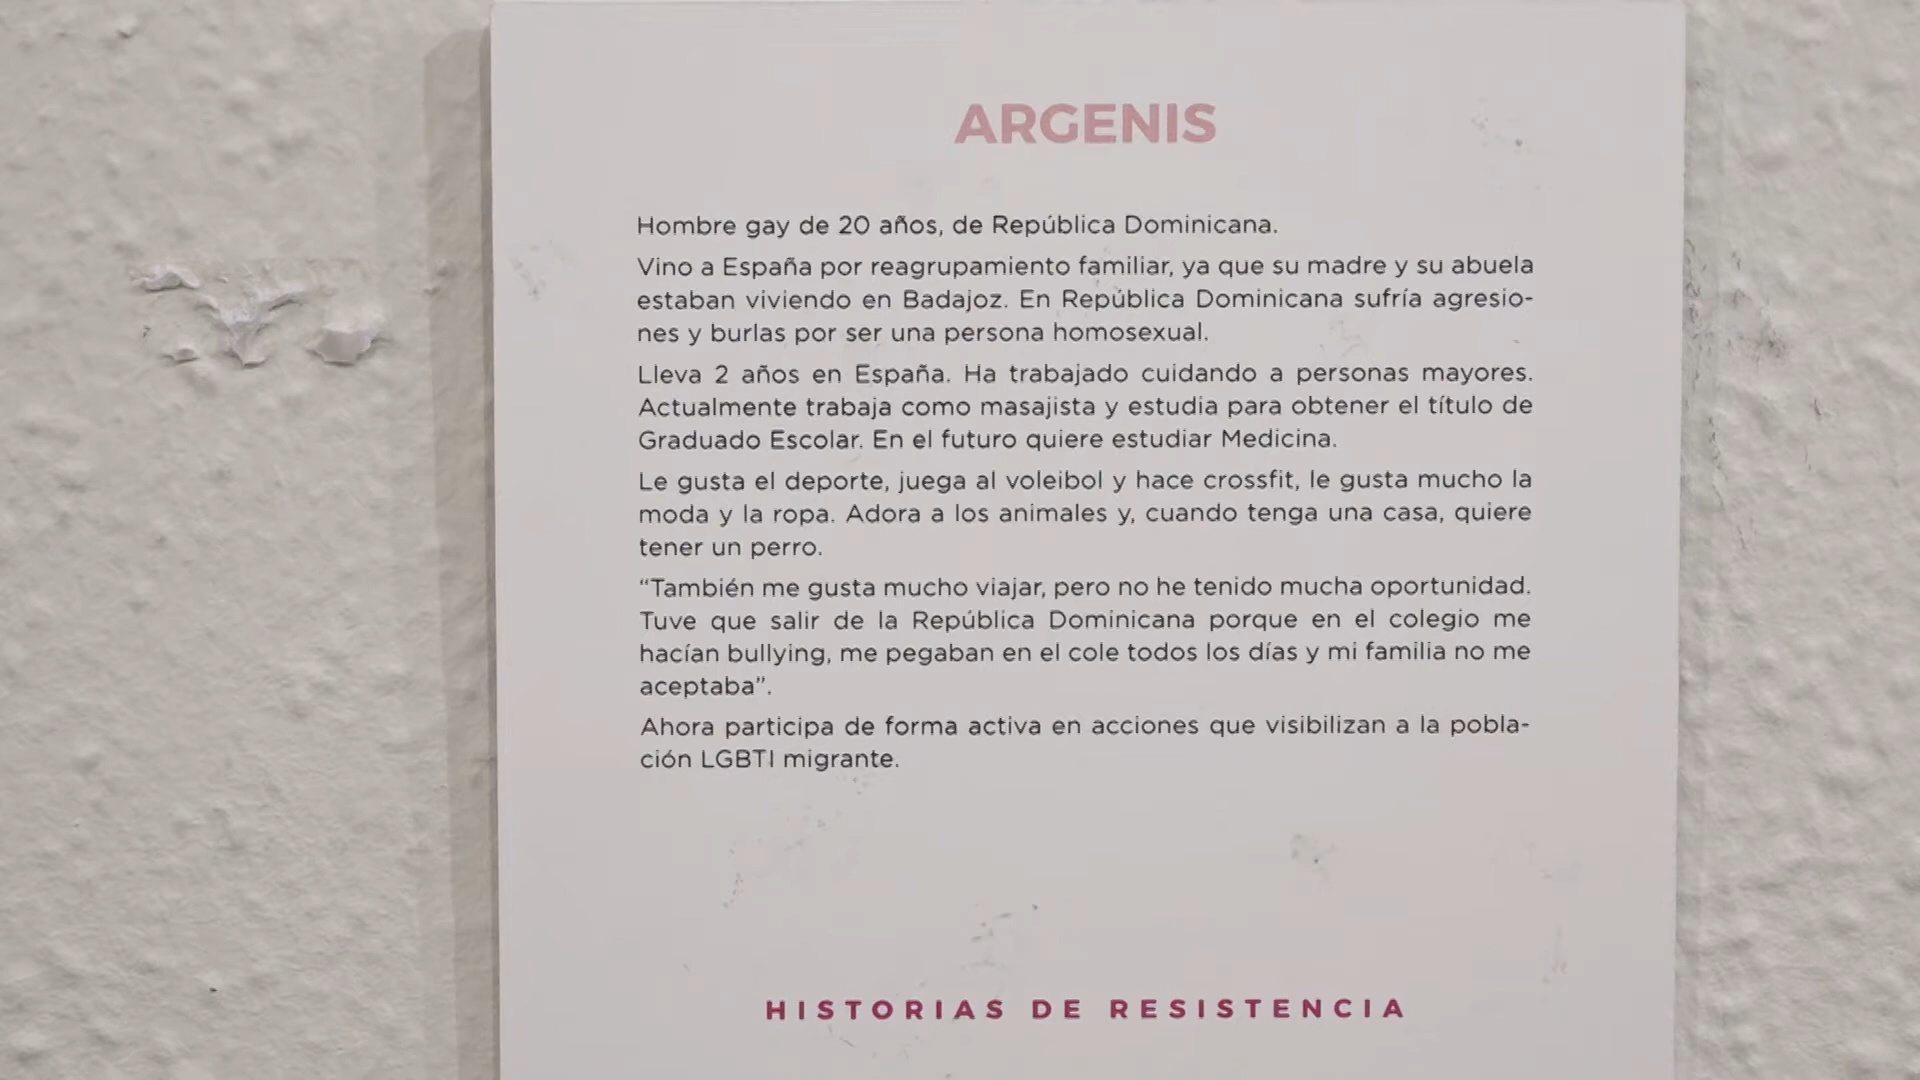 ARGENIS
Hombre gay de 20 años, de República Dominicana.
Vino a España por reagrupamiento familiar, ya que su madre y su abuela
estaban viviendo en Badajoz. En República Dominicana sufría agresio-
nes y burlas por ser una persona homosexual.
Lleva 2 años en España. Ha trabajado cuidando a personas mayores.
Actualmente trabaja como masajista y estudia para obtener el título de
Graduado Escolar. En el futuro quiere estudiar Medicina.
Le gusta el deporte, juega al voleibol y hace crossfit, le gusta mucho la
moda y la ropa. Adora a los animales y, cuando tenga una casa, quiere
tener un perro.
“También me gusta mucho viajar, pero no he tenido mucha oportunidad.
Tuve que salir de la República Dominicana porque en el colegio me
hacían bullying, me pegaban en el cole todos los días y mi familia no me
aceptaba”.
Ahora participa de forma activa en acciones que visibilizan a la pobla-
ción LGBTI migrante.
HISTORIAS DE RESISTENCIA